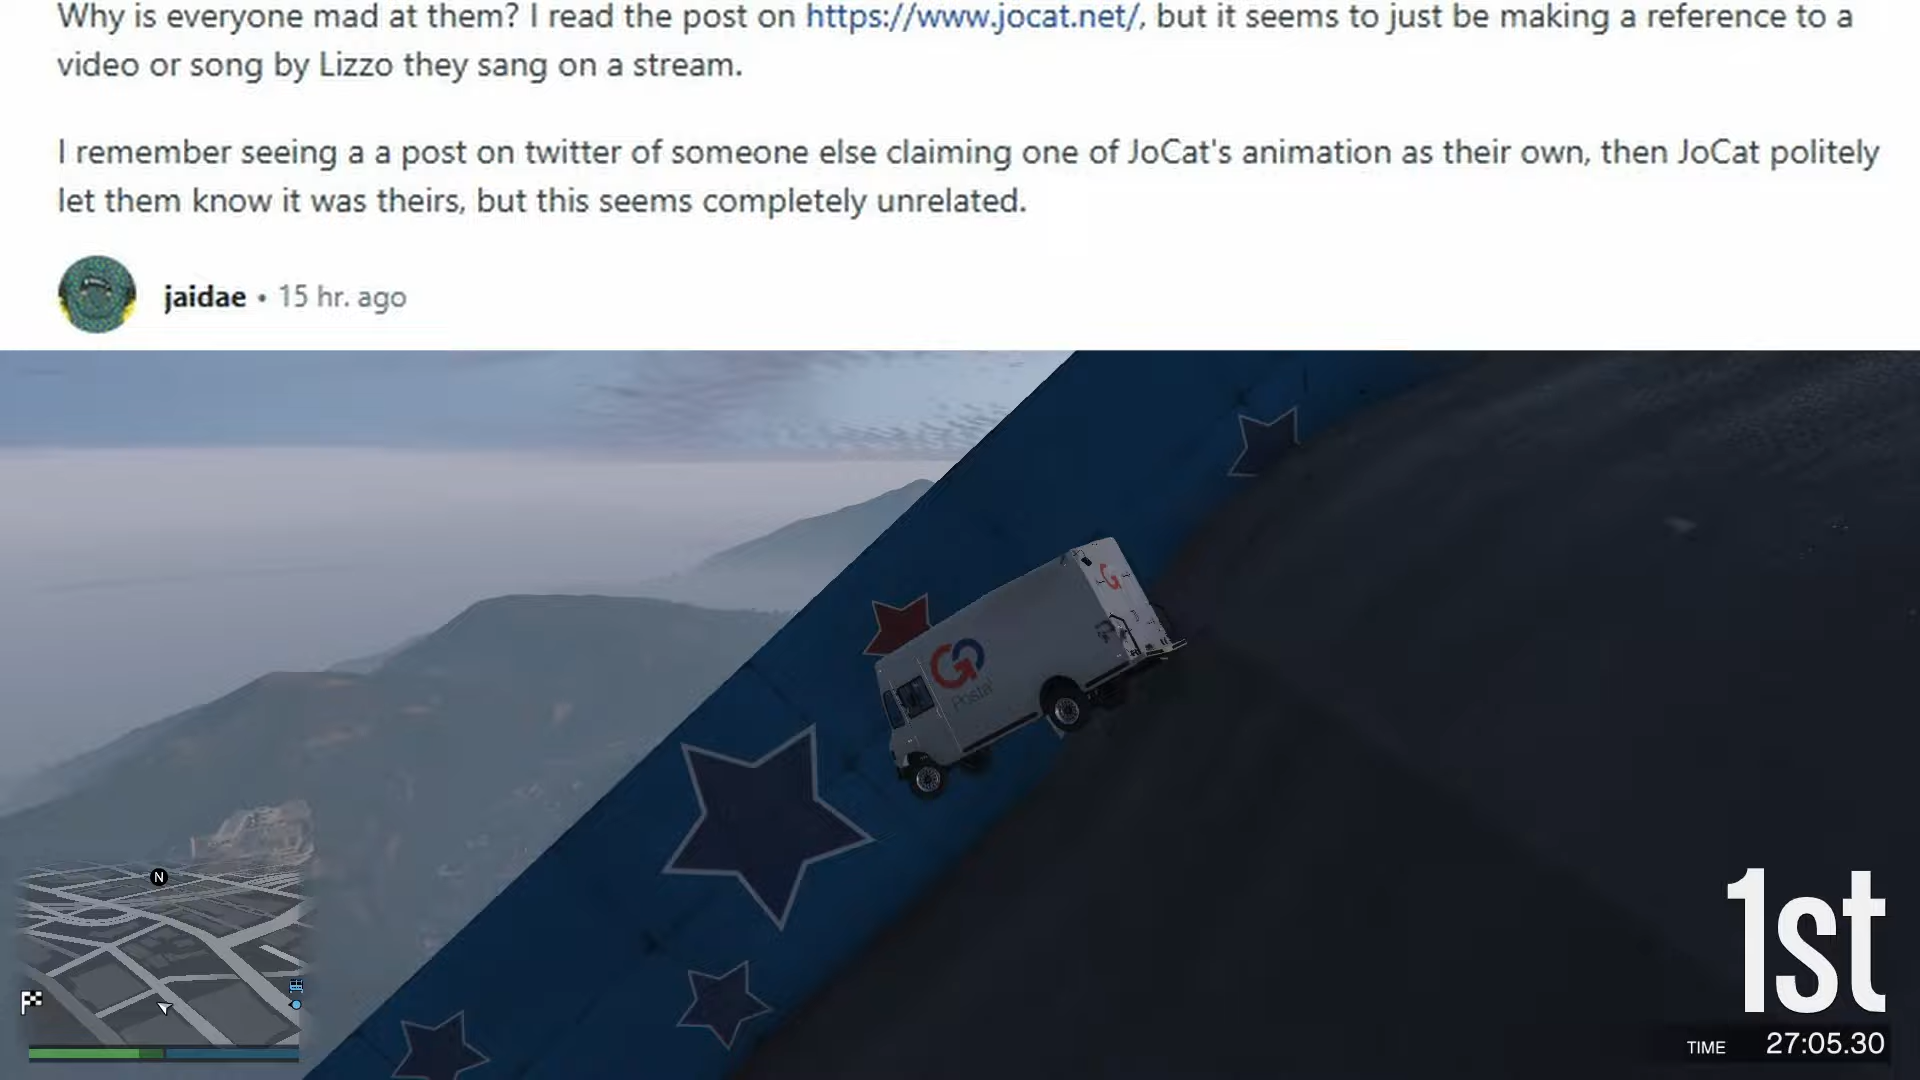 Why is everyone mad at them? I read the post on https://www.jocat.net/, but it seems to just be making a reference to a
video or song by Lizzo they sang on a stream.
I remember seeing a a post on twitter of someone else claiming one of JoCat's animation as their own, then JoCat politely
let them know it was theirs, but this seems completely unrelated.
jaidae • 15 hr. ago
G
GO
Postal
N
1st
TIME 27:05.30